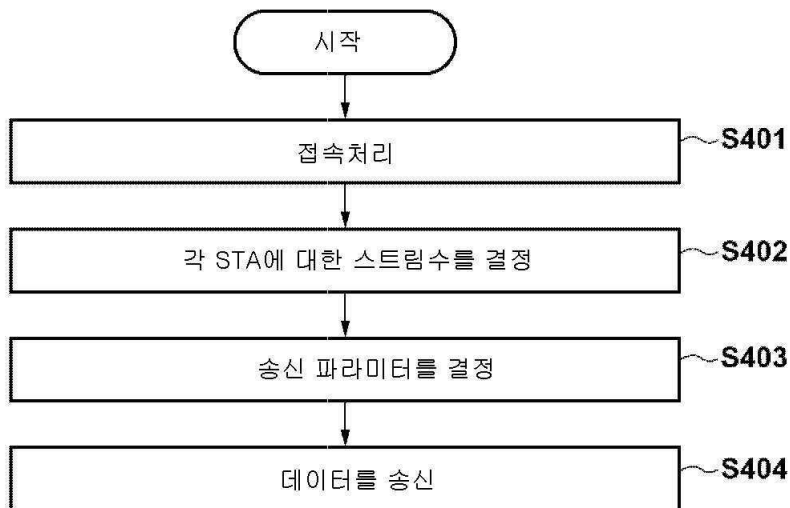 시작
접속처리
S401
각 STA에 대한 스트림수를 결정
S402
송신 파라미터를 결정
S403
데이터를 송신
S404